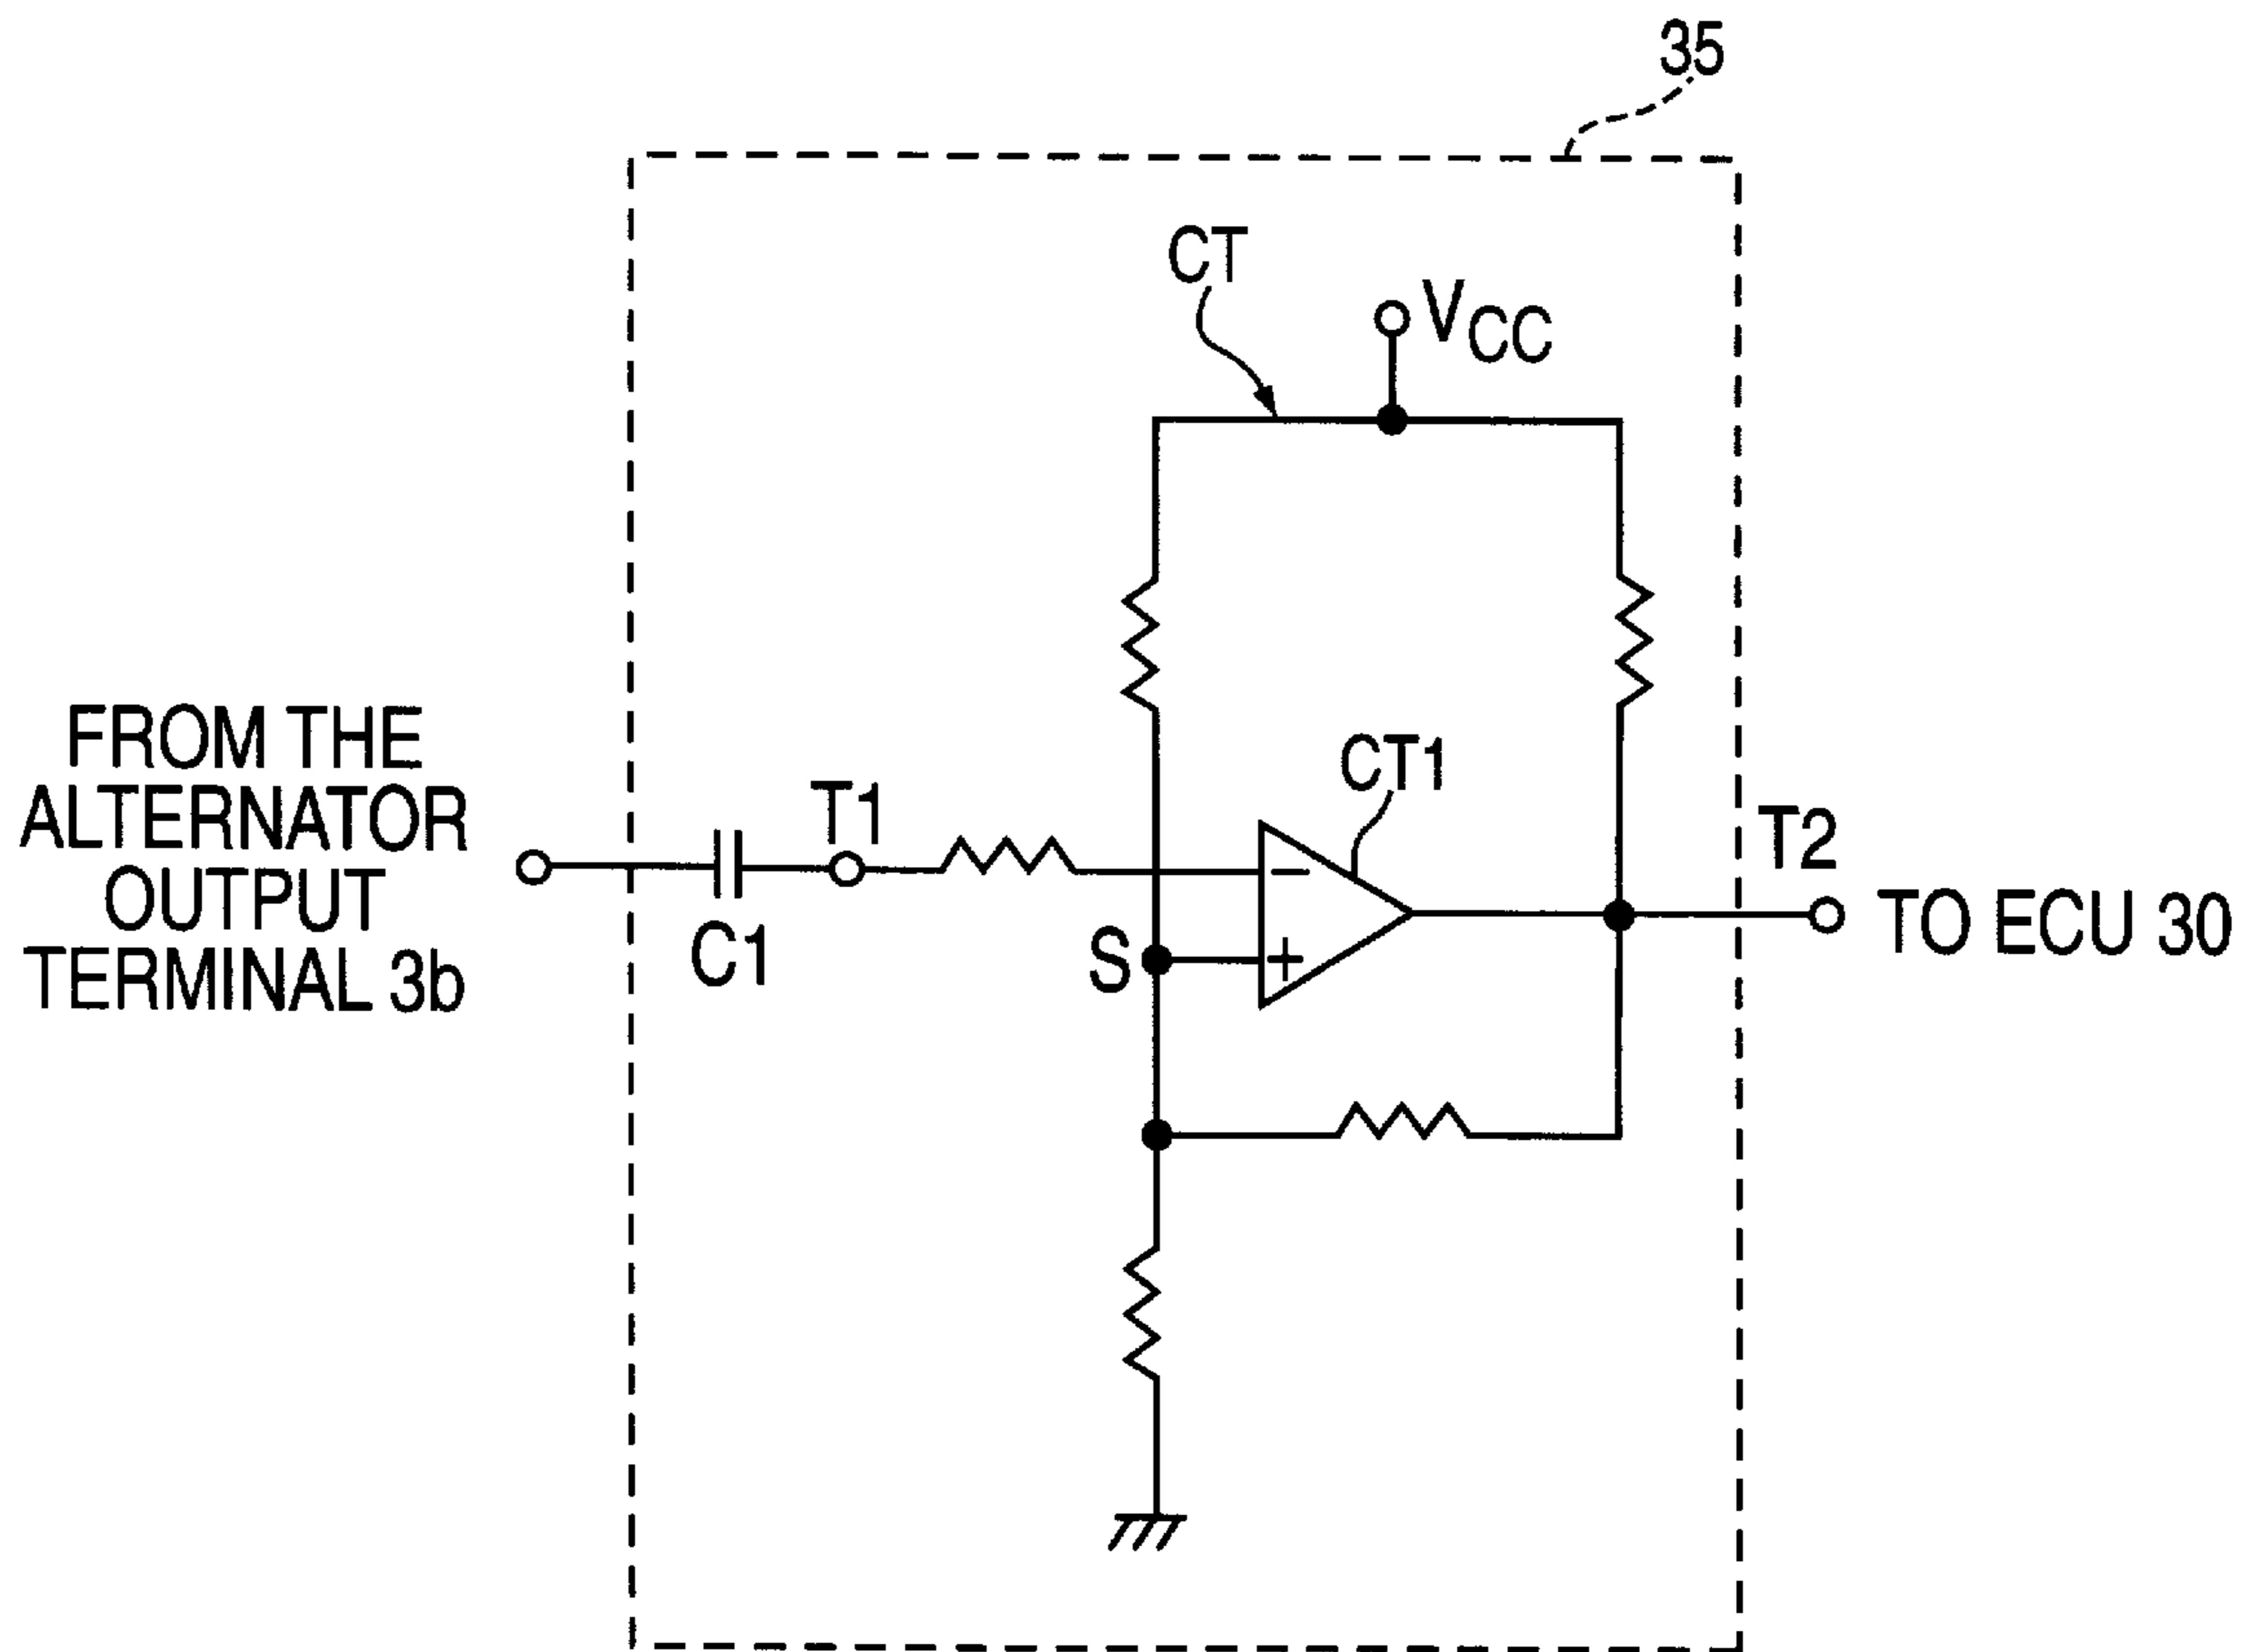 35
CT
VCC
FROM THE
ALTERNATOR
OUTPUT
TERMINAL 3b
T1
C1
CT1
S
−
+
T2
TO ECU 30